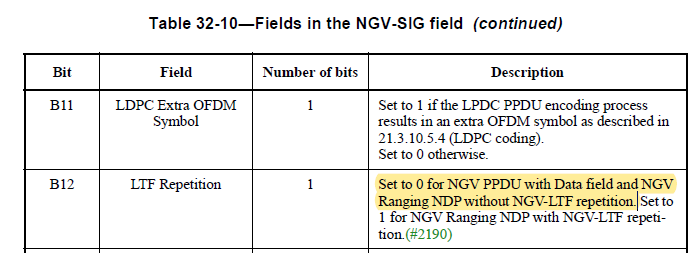 Table 32-10—Fields in the NGV-SIG field (continued)
Bit Field Number of bits Description
B11 LDPC Extra OFDM Symbol 1 Set to 1 if the LPDC PPDU encoding process
results in an extra OFDM symbol as described in
21.3.10.5.4 (LDPC coding).
Set to 0 otherwise.
B12 LTF Repetition 1 Set to 0 for NGV PPDU with Data field and NGV
Ranging NDP without NGV-LTF repetition. Set to
1 for NGV Ranging NDP with NGV-LTF repeti-
tion.(#2190)